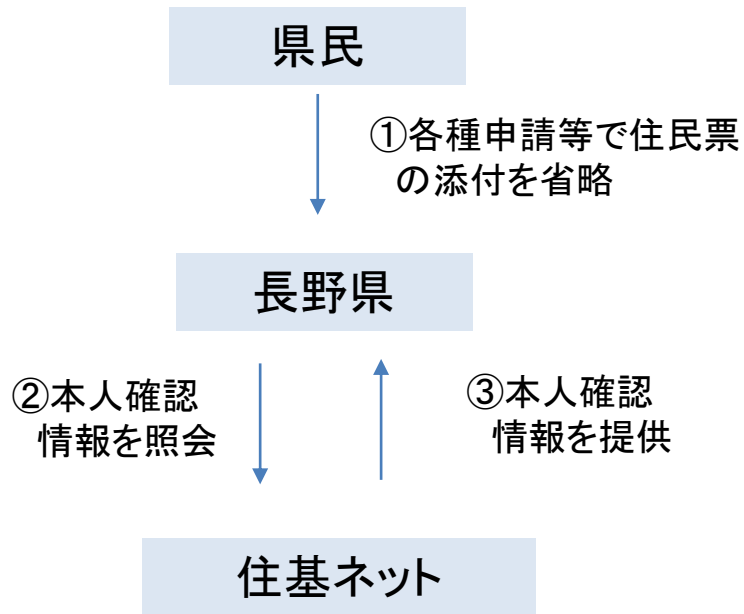 県民
①各種申請等で住民票
の添付を省略
長野県
②本人確認
情報を照会
③本人確認
情報を提供
住基ネット